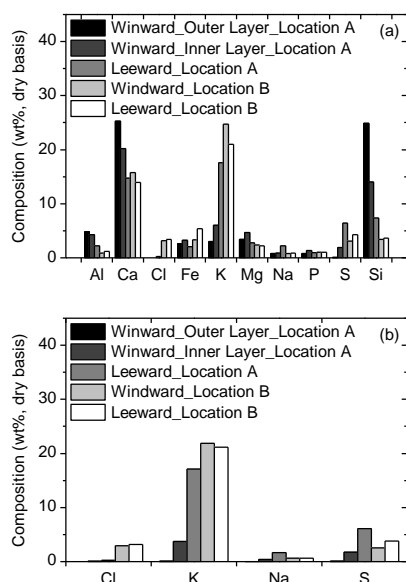 (a)
Winward_Outer Layer_Location A
Winward_Inner Layer_Location A
Leeward_Location A
Windward_Location B
Leeward_Location B
Composition (wt%, dry basis)
40
30
20
10
0
Al Ca Cl Fe K Mg Na P S Si
(b)
Winward_Outer Layer_Location A
Winward_Inner Layer_Location A
Leeward_Location A
Windward_Location B
Leeward_Location B
Composition (wt%, dry basis)
40
30
20
10
0
Cl K Na S